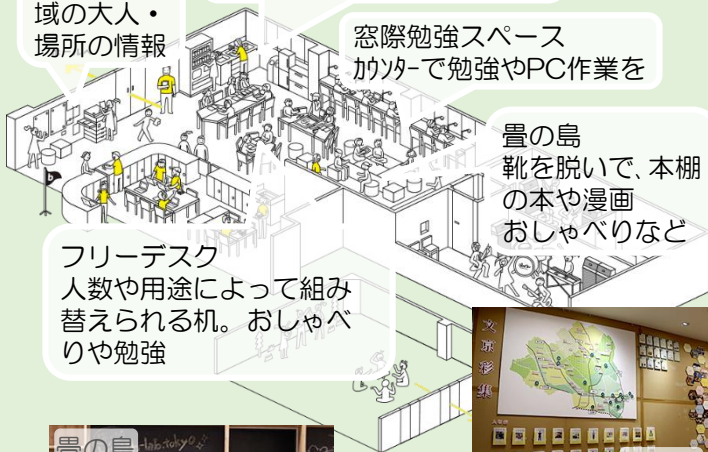 域の大人・
場所の情報
窓際勉強スペース
ｶｳﾝﾀｰで勉強やPC作業を
畳の島
靴を脱いで、本棚
の本や漫画
おしゃべりなど
フリーデスク
人数や用途によって組み
替えられる机。おしゃべ
りや勉強
畳の島
-lab.tokyo